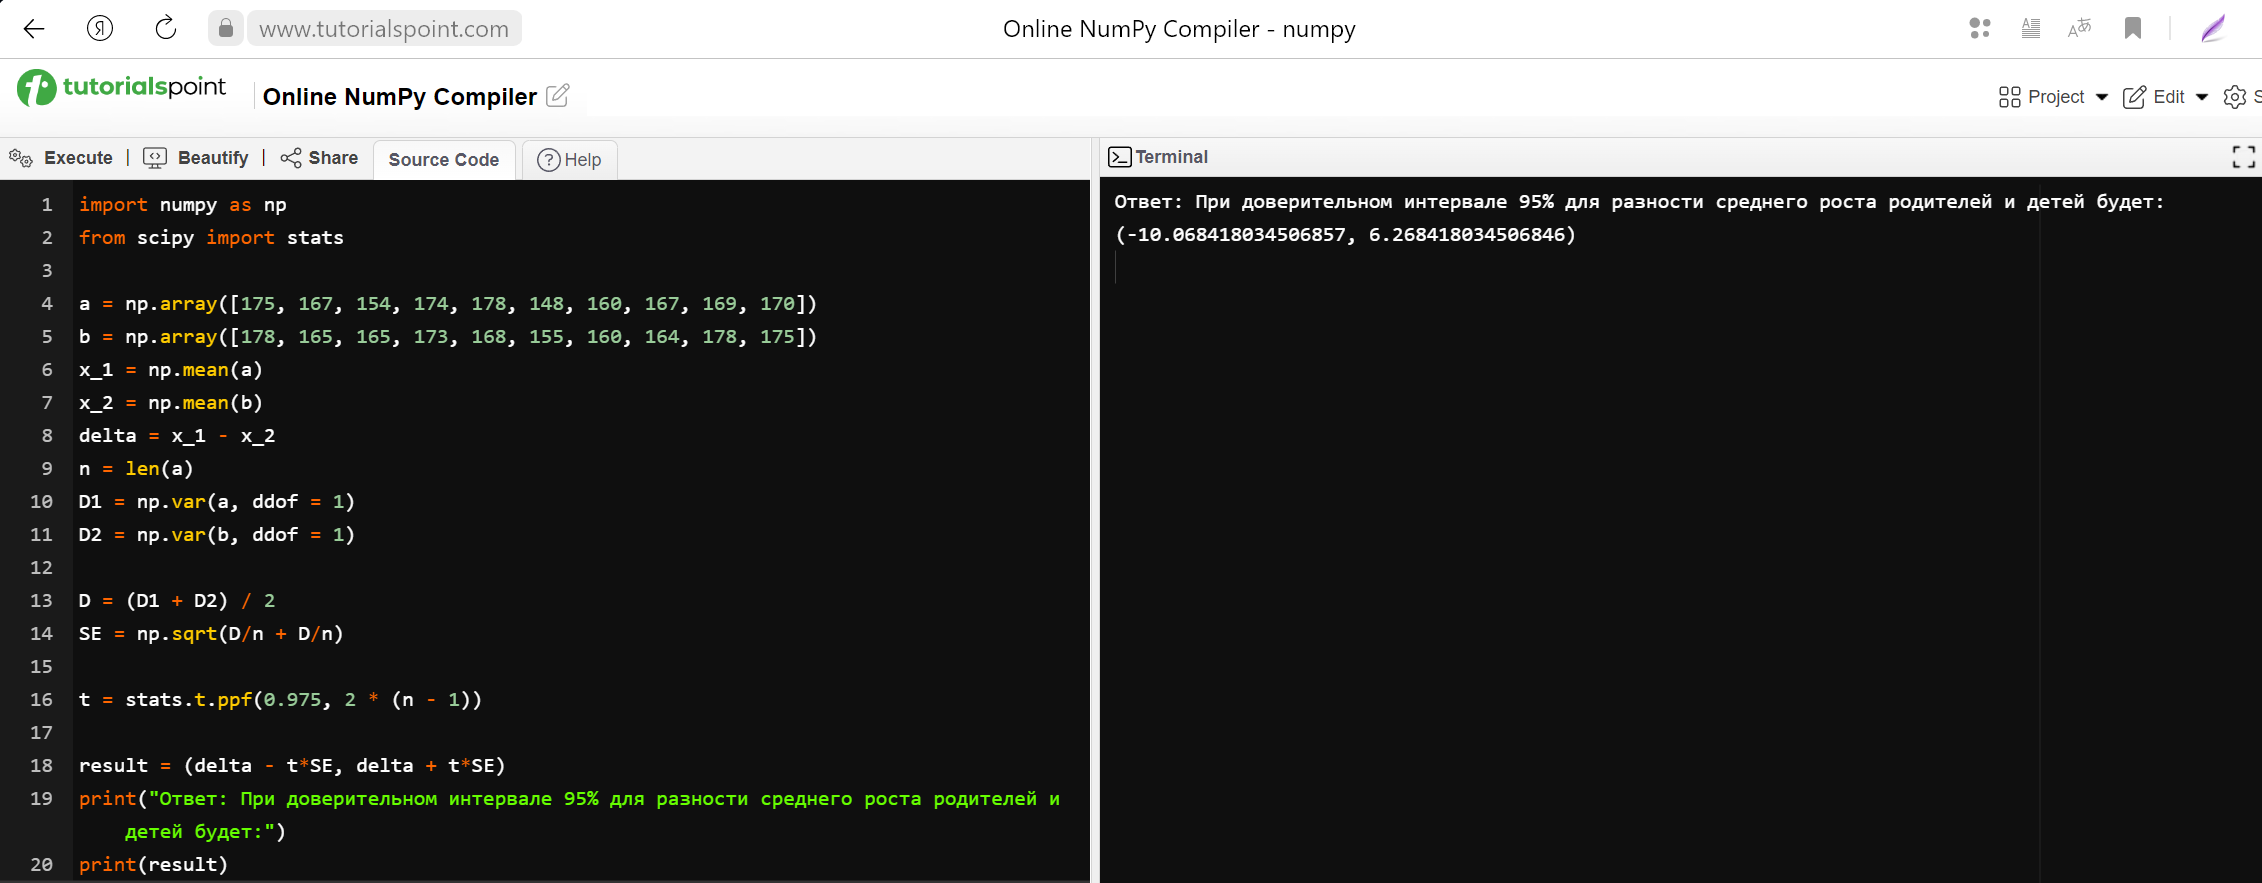 www.tutorialspoint.com
Online NumPy Compiler - numpy
tutorialspoint
Online NumPy Compiler
Project
Edit
S
Execute | Beautify | Share
Source Code
Help
1 import numpy as np
2 from scipy import stats
3
4 a = np.array([175, 167, 154, 174, 178, 148, 160, 167, 169, 170])
5 b = np.array([178, 165, 165, 173, 168, 155, 160, 164, 178, 175])
6 x_1 = np.mean(a)
7 x_2 = np.mean(b)
8 delta = x_1 - x_2
9 n = len(a)
10 D1 = np.var(a, ddof = 1)
11 D2 = np.var(b, ddof = 1)
12
13 D = (D1 + D2) / 2
14 SE = np.sqrt(D/n + D/n)
15
16 t = stats.t.ppf(0.975, 2 * (n - 1))
17
18 result = (delta - t*SE, delta + t*SE)
19 print("Ответ: При доверительном интервале 95% для разности среднего роста родителей и
детей будет:")
20 print(result)
Terminal
Ответ: При доверительном интервале 95% для разности среднего роста родителей и детей будет:
(-10.068418034506857, 6.268418034506846)